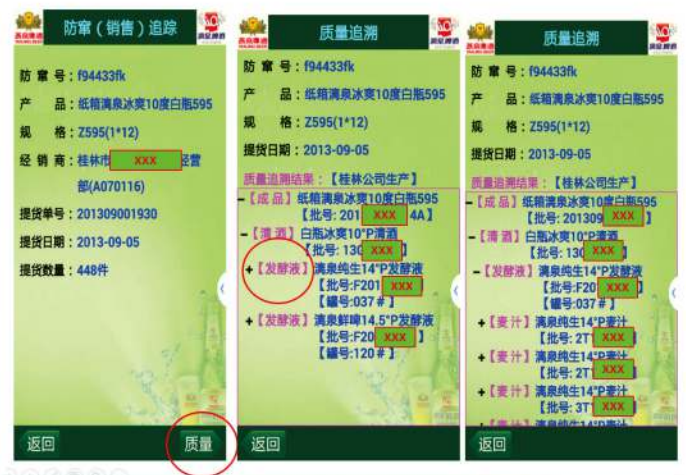 防窜（销售）追踪
防 窜 号：f94433fk
产 品：纸箱漓泉冰爽10度白瓶595
规 格：Z595(1*12)
经 销 商：桂林市 XXX 经营
部(A070116)
提货单号：201309001930
提货日期：2013-09-05
提货数量：448件
返回
质量
质量追溯
防 窜 号：f94433fk
产 品：纸箱漓泉冰爽10度白瓶595
规 格：Z595(1*12)
提货日期：2013-09-05
质量追溯结果：【桂林公司生产】
-【成品】纸箱漓泉冰爽10度白瓶595
【批号: 201 XXX 4A】
-【清酒】白瓶冰爽10°P清酒
【批号: 130 XXX 】
+【发酵液】漓泉纯生14°P发酵液
【批号:F201 XXX 】
【罐号:037＃】
+【发酵液】漓泉鲜啤14.5°P发酵液
【批号:F20 XXX 】
【罐号:120＃】
返回
质量追溯
防 窜 号：f94433fk
产 品：纸箱漓泉冰爽10度白瓶595
规 格：Z595(1*12)
提货日期：2013-09-05
质量追溯结果：【桂林公司生产】
-【成品】纸箱漓泉冰爽10度白瓶595
【批号: 201309 XXX 】
-【清酒】白瓶冰爽10°P清酒
【批号: 130 XXX 】
-【发酵液】漓泉纯生14°P发酵液
【批号:F20 XXX 】
【罐号:037＃】
+【麦汁】漓泉纯生14°P麦汁
【批号: 2T XXX 】
+【麦汁】漓泉纯生14°P麦汁
【批号: 2T XXX 】
+【麦汁】漓泉纯生14°P麦汁
【批号: 3T XXX 】
返回